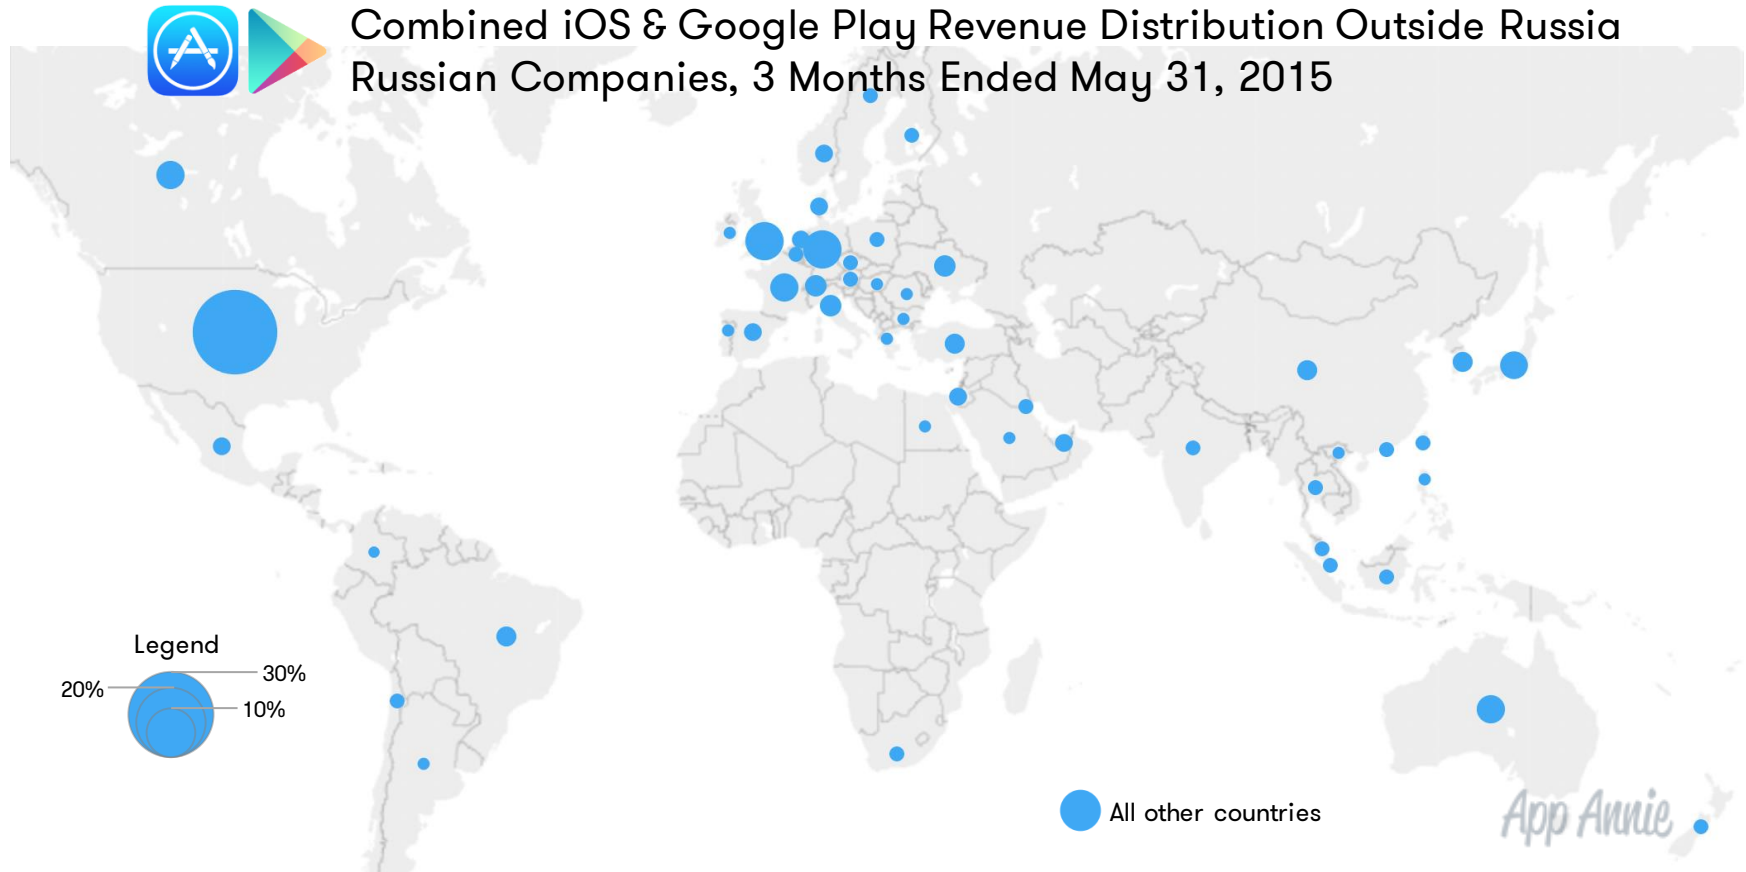 Combined iOS & Google Play Revenue Distribution Outside Russia
Russian Companies, 3 Months Ended May 31, 2015
Legend
30%
20%
10%
All other countries
App Annie